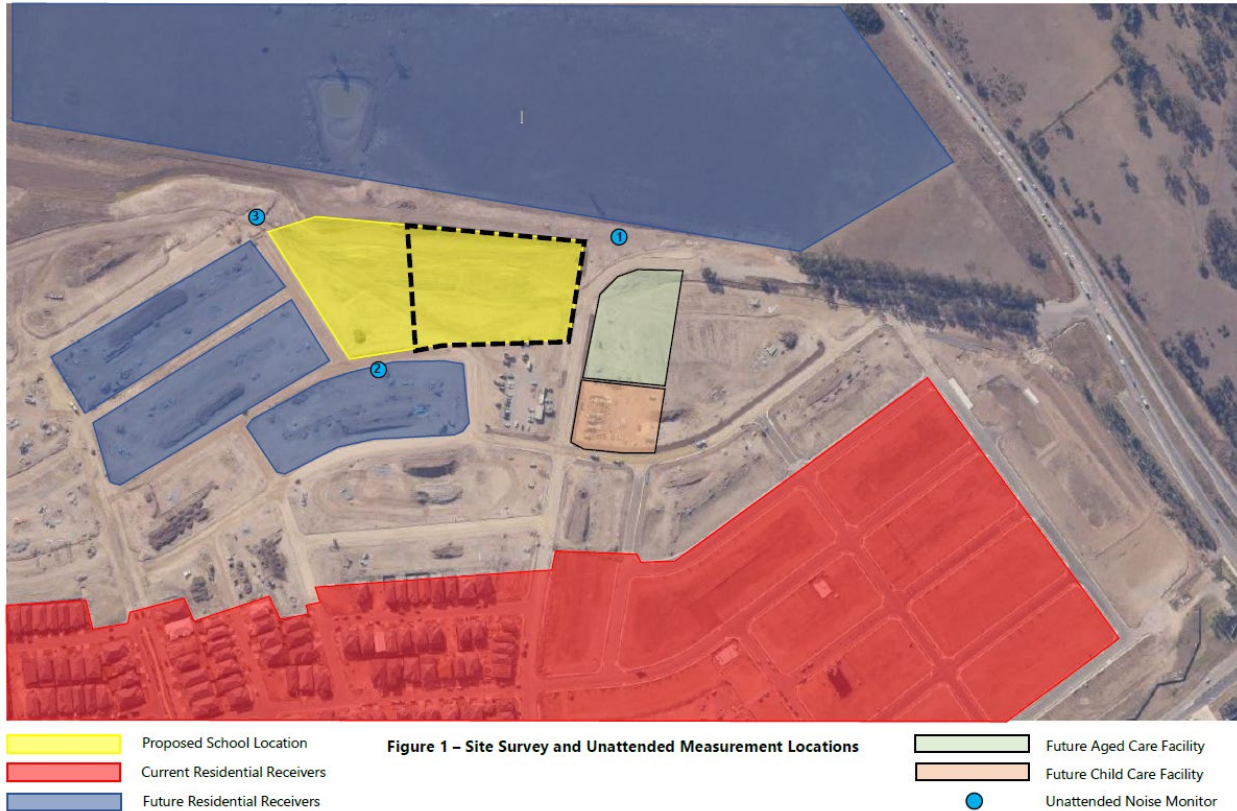 3
1
2
Proposed School Location
Current Residential Receivers
Future Residential Receivers
Figure 1 – Site Survey and Unattended Measurement Locations
Future Aged Care Facility
Future Child Care Facility
Unattended Noise Monitor